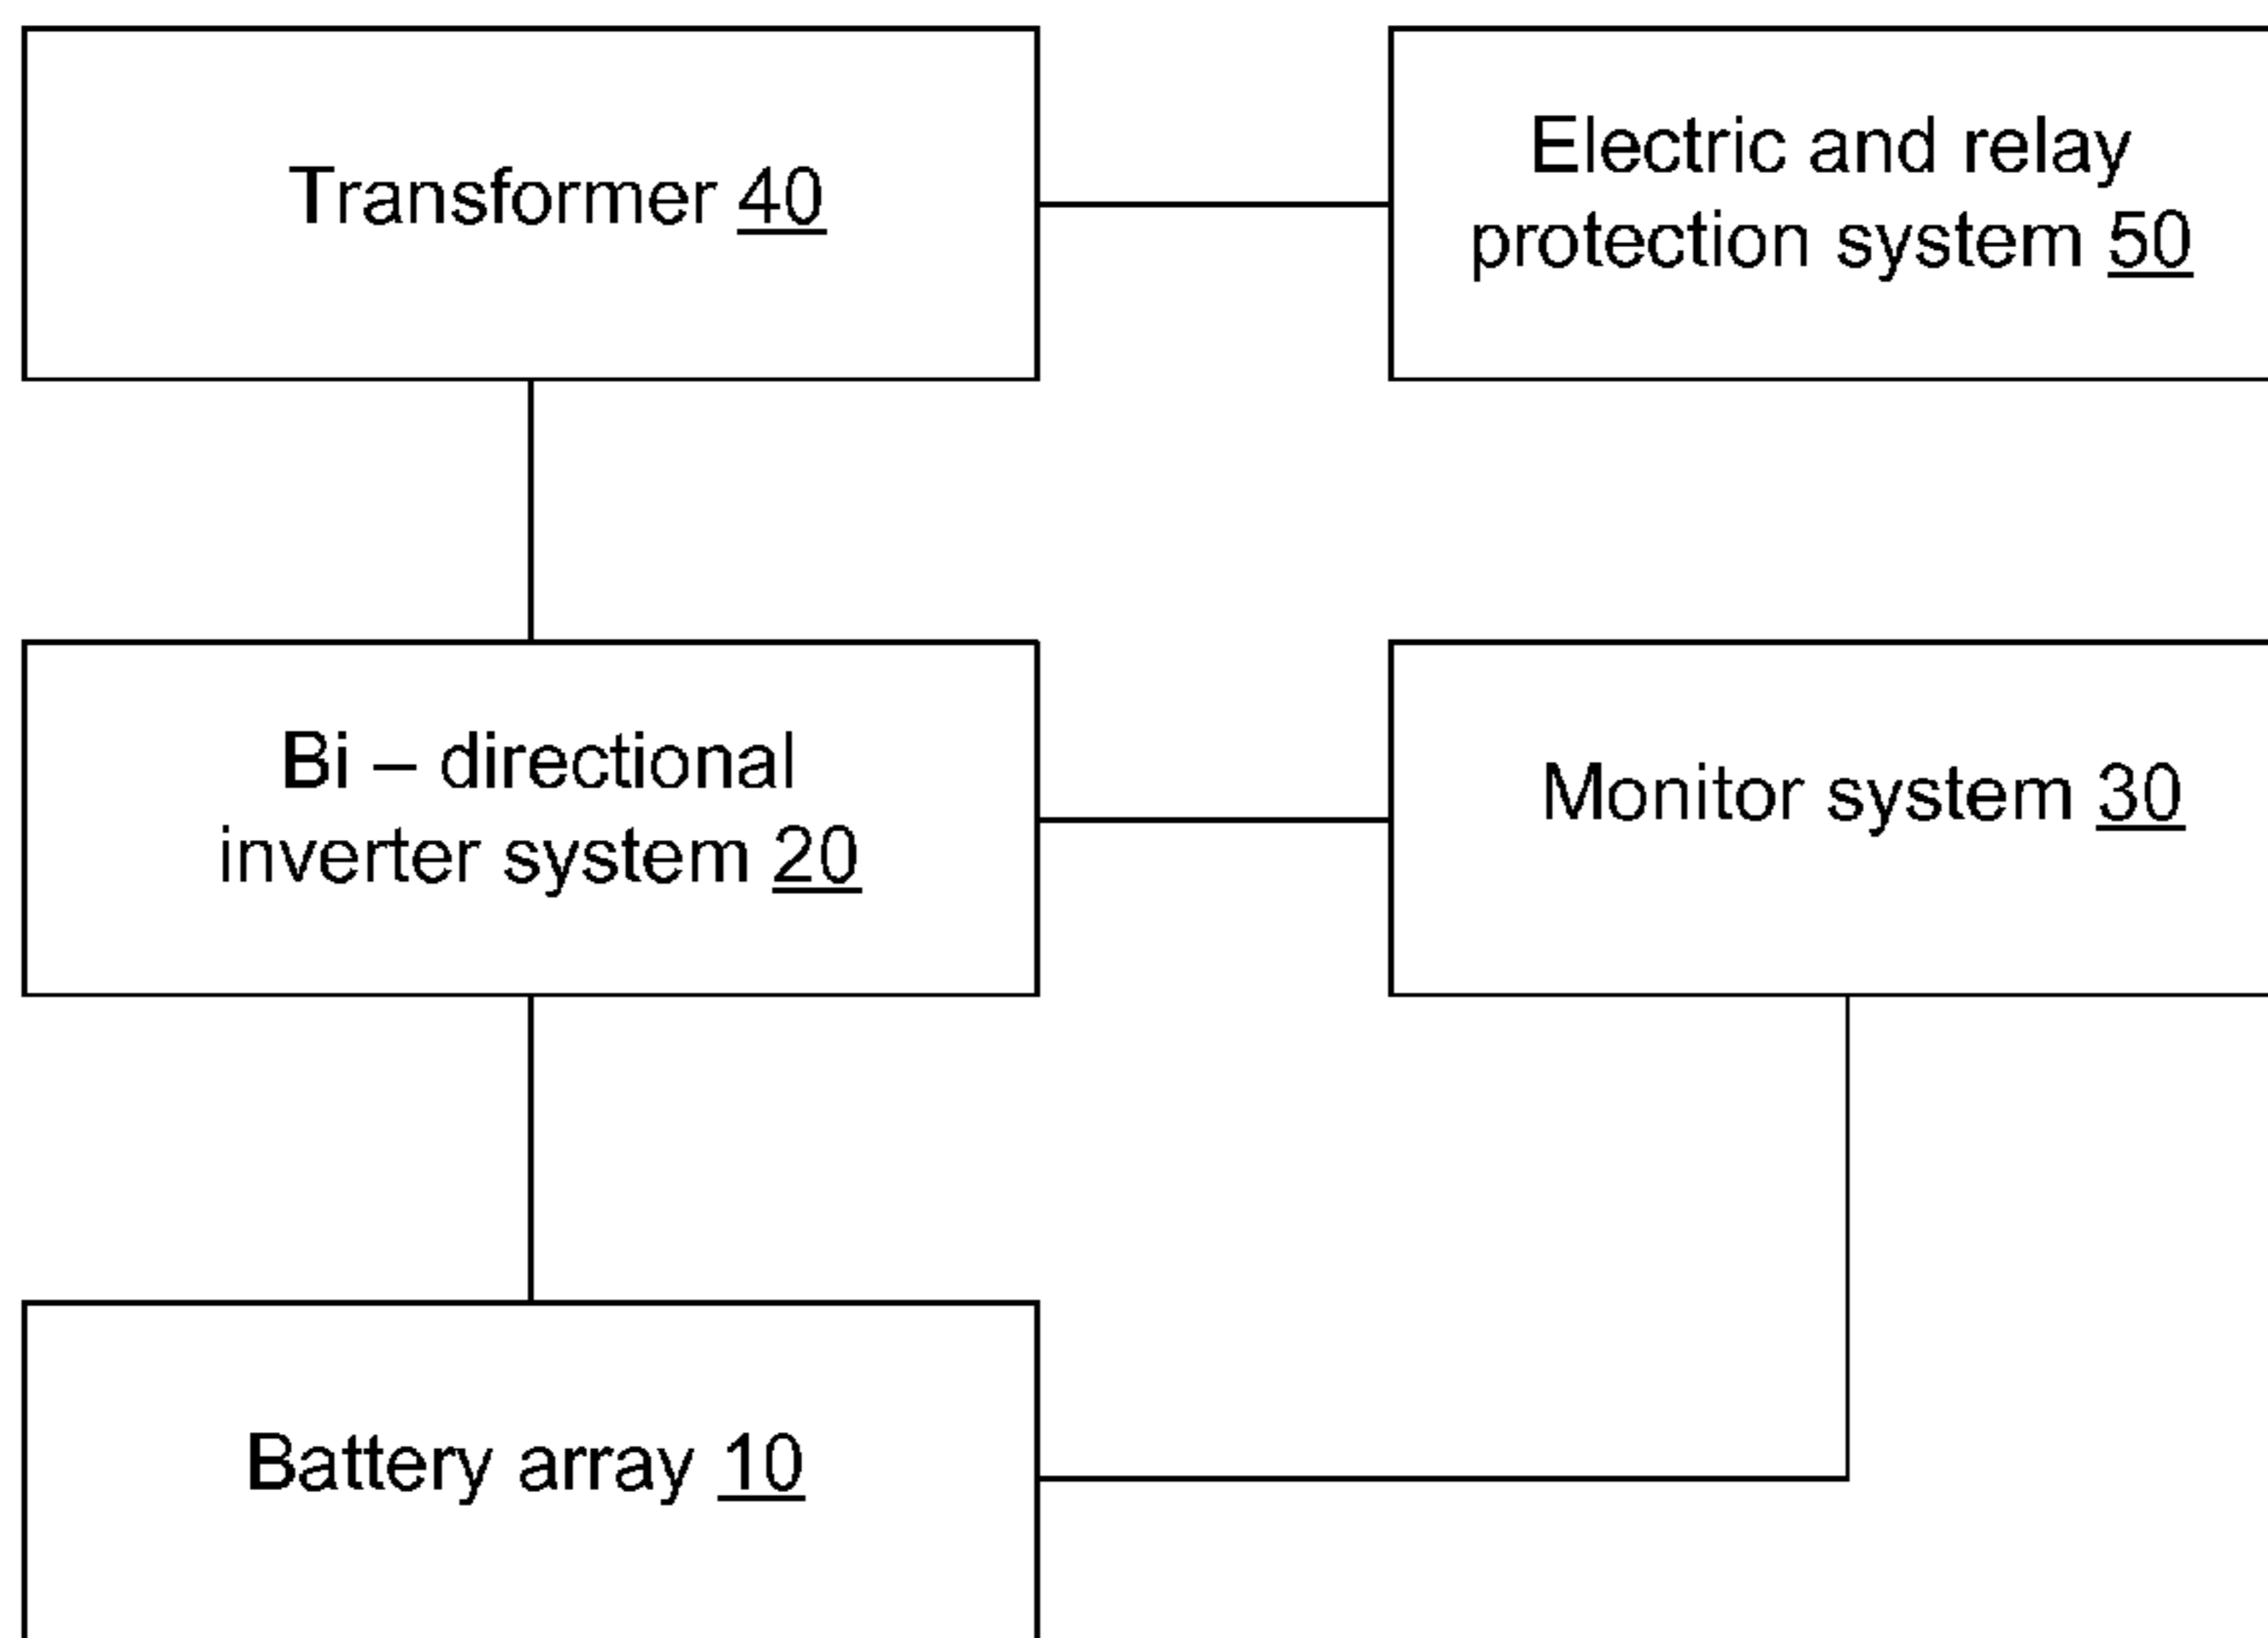 Transformer 40
Electric and relay
protection system 50
Bi – directional
inverter system 20
Monitor system 30
Battery array 10